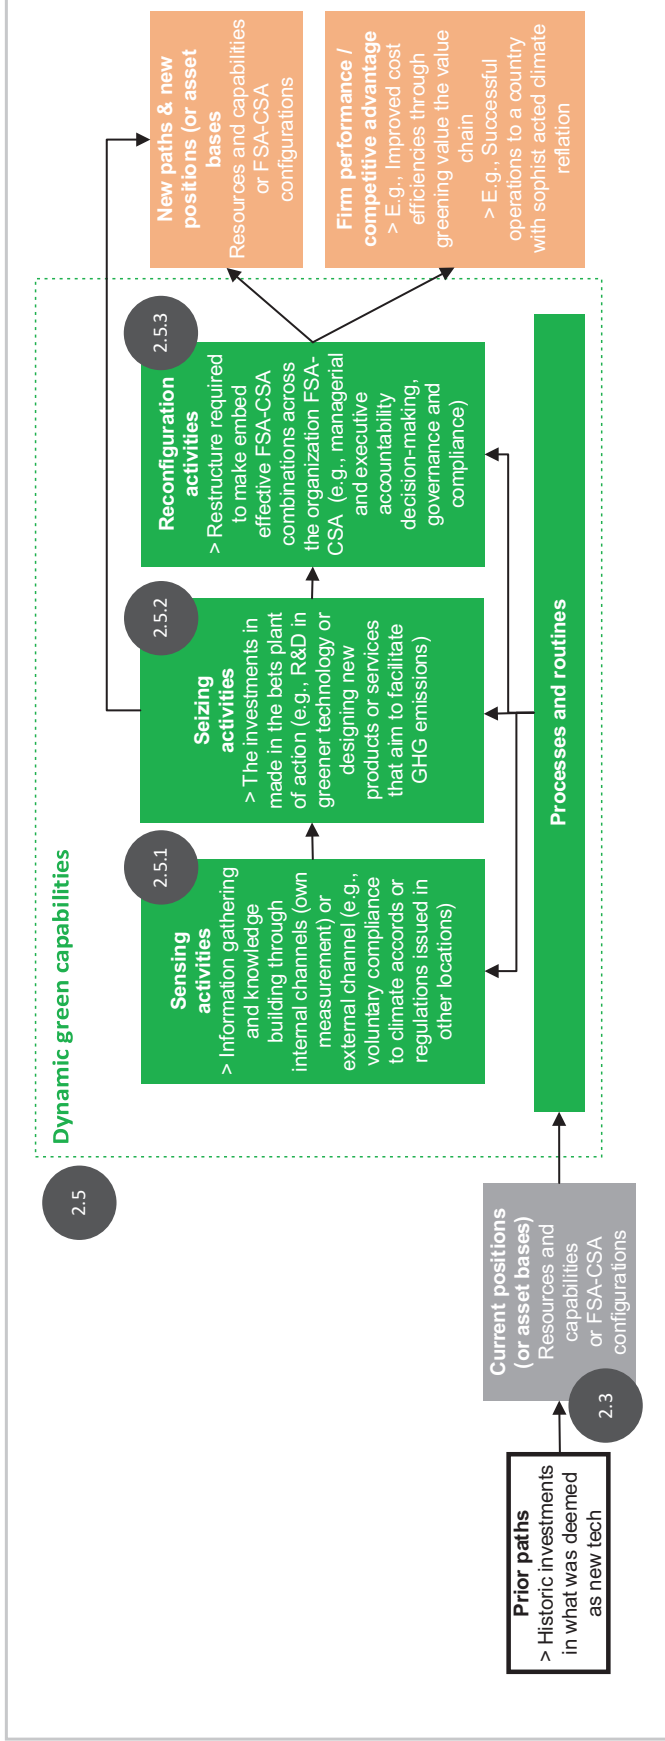 Prior paths
> Historic investments
in what was deemed
as new tech
2.3
Current positions
(or asset bases)
Resources and
capabilities
or FSA-CSA
configurations
2.5
Dynamic green capabilities
2.5.1
Sensing
activities
> Information gathering
and knowledge
building through
internal channels (own
measurement) or
external channel (e.g.,
voluntary compliance
to climate accords or
regulations issued in
other locations)
2.5.2
Seizing
activities
> The investments in
made in the bets plant
of action (e.g., R&D in
greener technology or
designing new
products or services
that aim to facilitate
GHG emissions)
2.5.3
Reconfiguration
activities
> Restructure required
to make embed
effective FSA-CSA
combinations across
the organization FSA-
CSA (e.g., managerial
and executive
accountability
decision-making,
governance and
compliance)
Processes and routines
New paths & new
positions (or asset
bases
Resources and capabilities
or FSA-CSA
configurations
Firm performance /
competitive advantage
> E.g., Improved cost
efficiencies through
greening value the value
chain
> E.g., Successful
operations to a country
with sophist acted climate
reflation